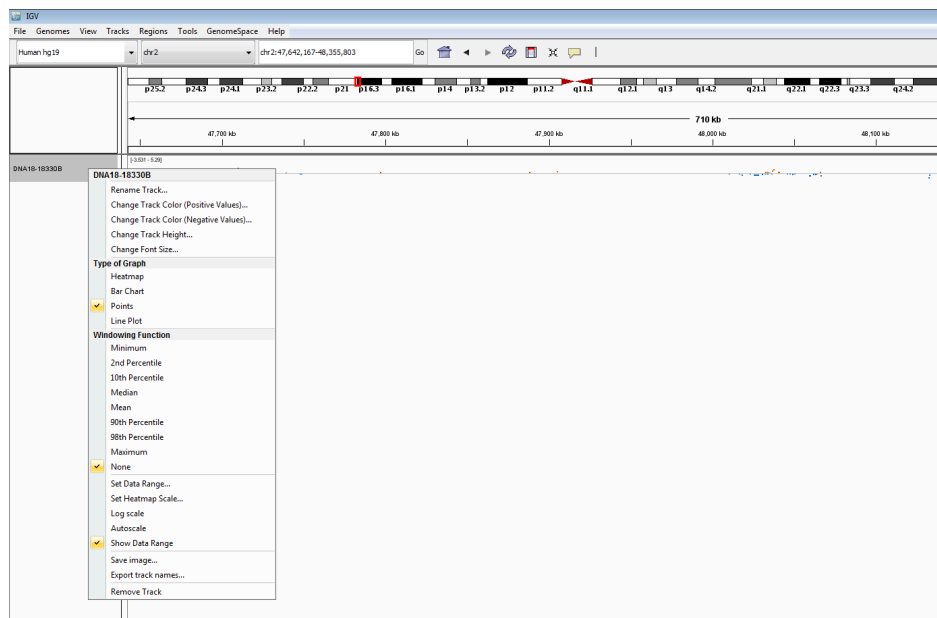 IGV
File Genomes View Tracks Regions Tools GenomeSpace Help
Human hg19 chr2 chr2:47,642,167-48,355,803 Go
p25.2 p24.3 p24.1 p23.2 p22.2 p21 p16.3 p16.1 p14 p13.2 p12 p11.2 q11.1 q12.1 q13 q14.2 q21.1 q22.1 q22.3 q23.3 q24.2
710 kb
47,700 kb 47,800 kb 47,900 kb 48,000 kb 48,100 kb
[-3.531 - 5.29]
DNA18-18330B
DNA18-18330B
Rename Track...
Change Track Color (Positive Values)...
Change Track Color (Negative Values)...
Change Track Height...
Change Font Size...
Type of Graph
Heatmap
Bar Chart
Points
Line Plot
Windowing Function
Minimum
2nd Percentile
10th Percentile
Median
Mean
90th Percentile
98th Percentile
Maximum
None
Set Data Range...
Set Heatmap Scale...
Log scale
Autoscale
Show Data Range
Save image...
Export track names...
Remove Track